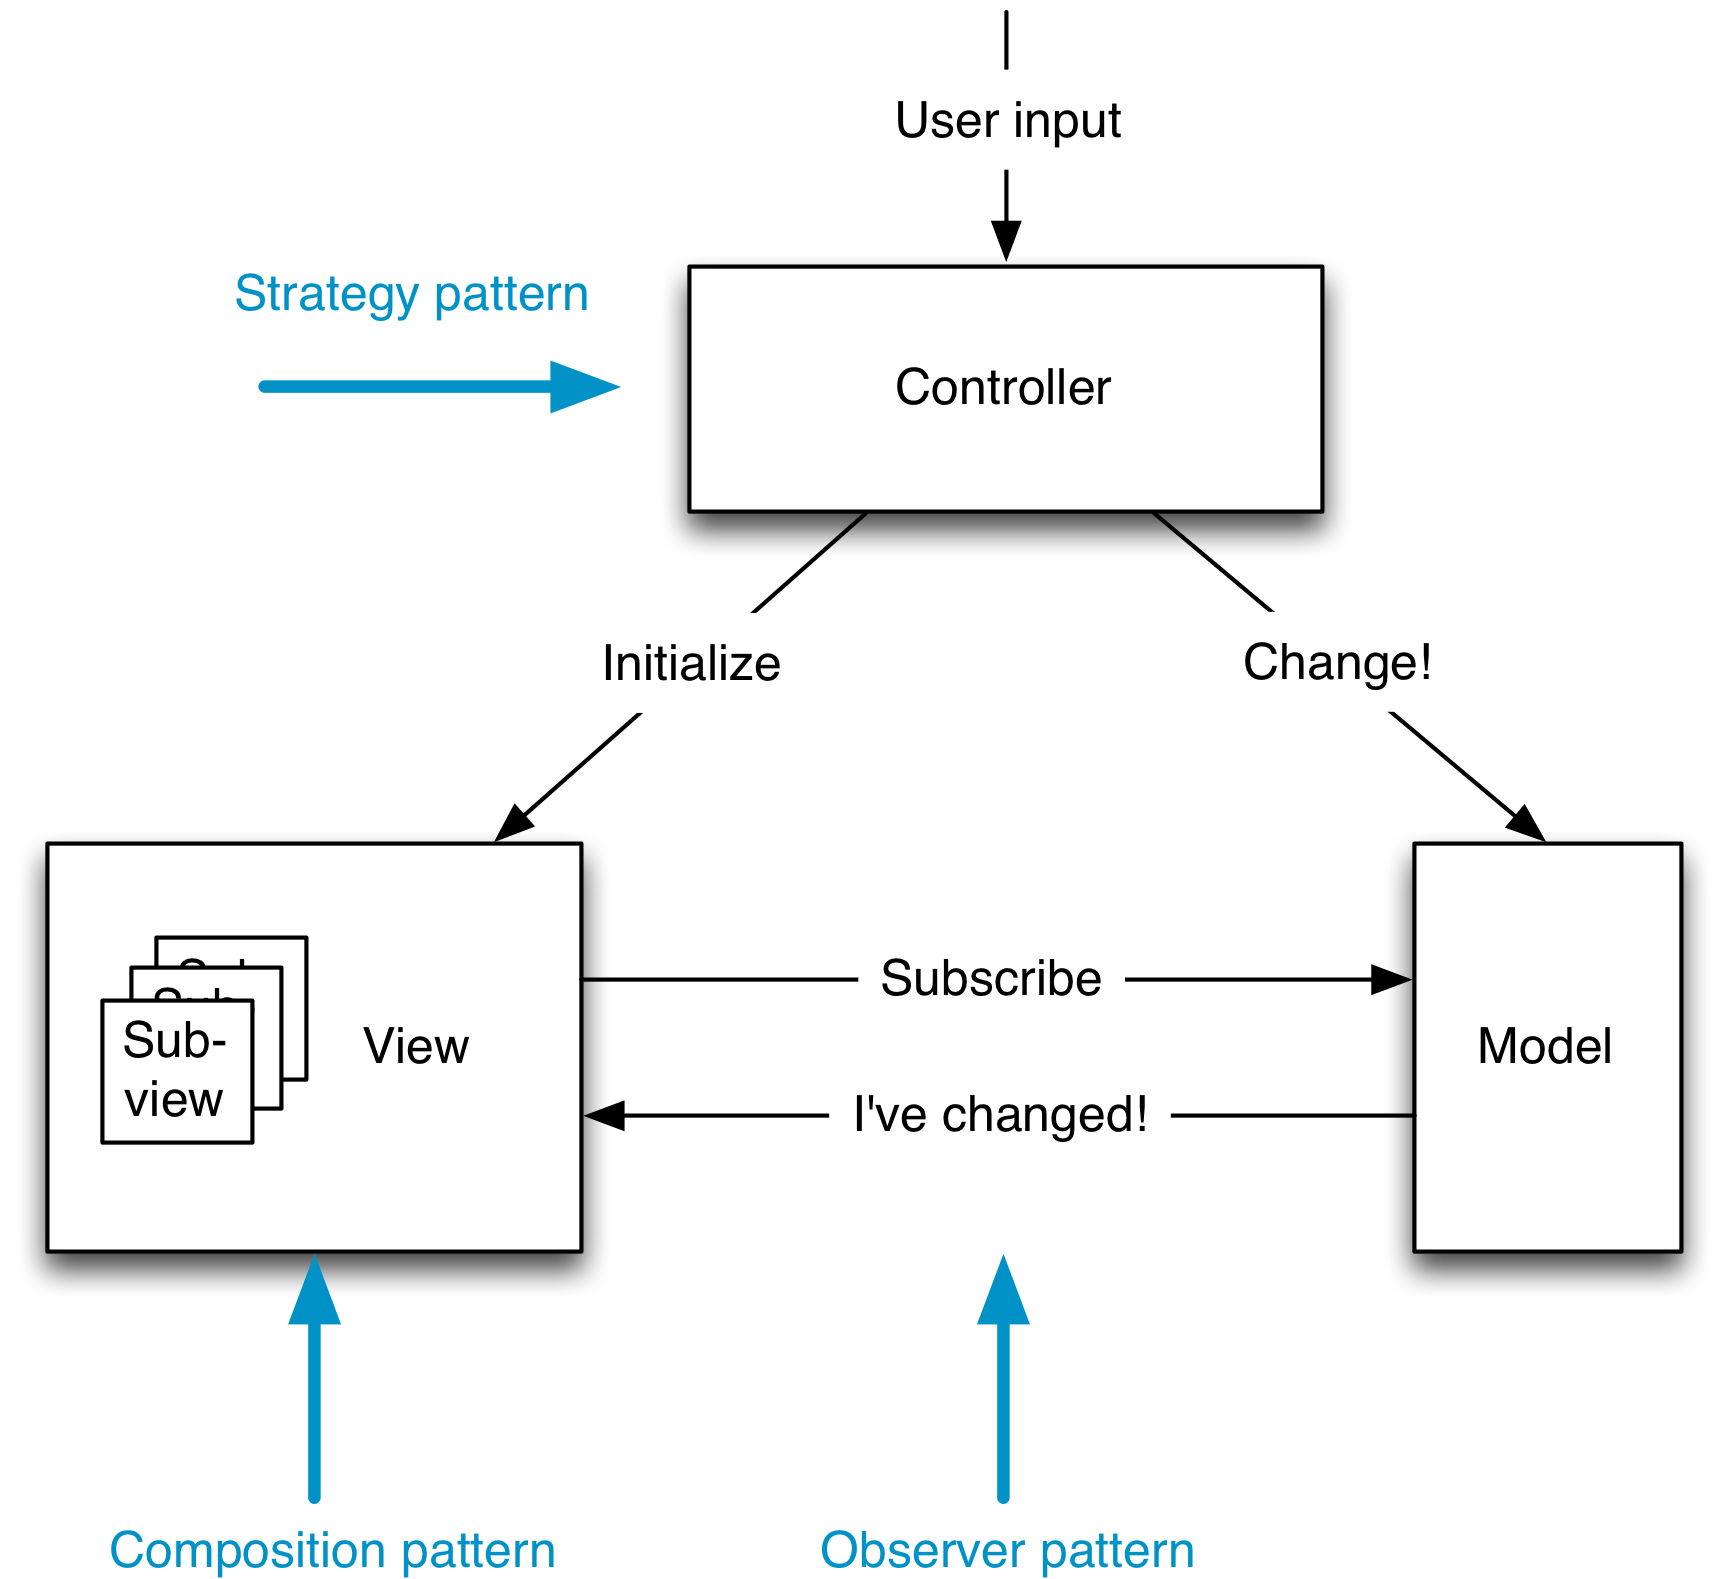 User input
Strategy pattern
Controller
Initialize
Change!
Sub-
view
View
Subscribe
I've changed!
Model
Composition pattern
Observer pattern